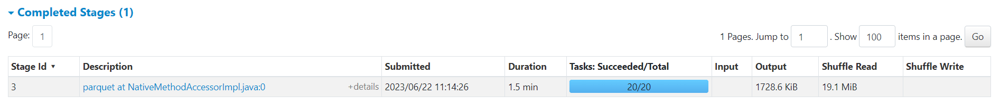 Completed Stages (1)
Page: 1
1 Pages. Jump to 1 . Show 100 items in a page. Go
Stage Id ▼ Description Submitted Duration Tasks: Succeeded/Total Input Output Shuffle Read Shuffle Write
3 parquet at NativeMethodAccessorImpl.java:0 +details 2023/06/22 11:14:26 1.5 min 20/20 1728.6 KiB 19.1 MiB